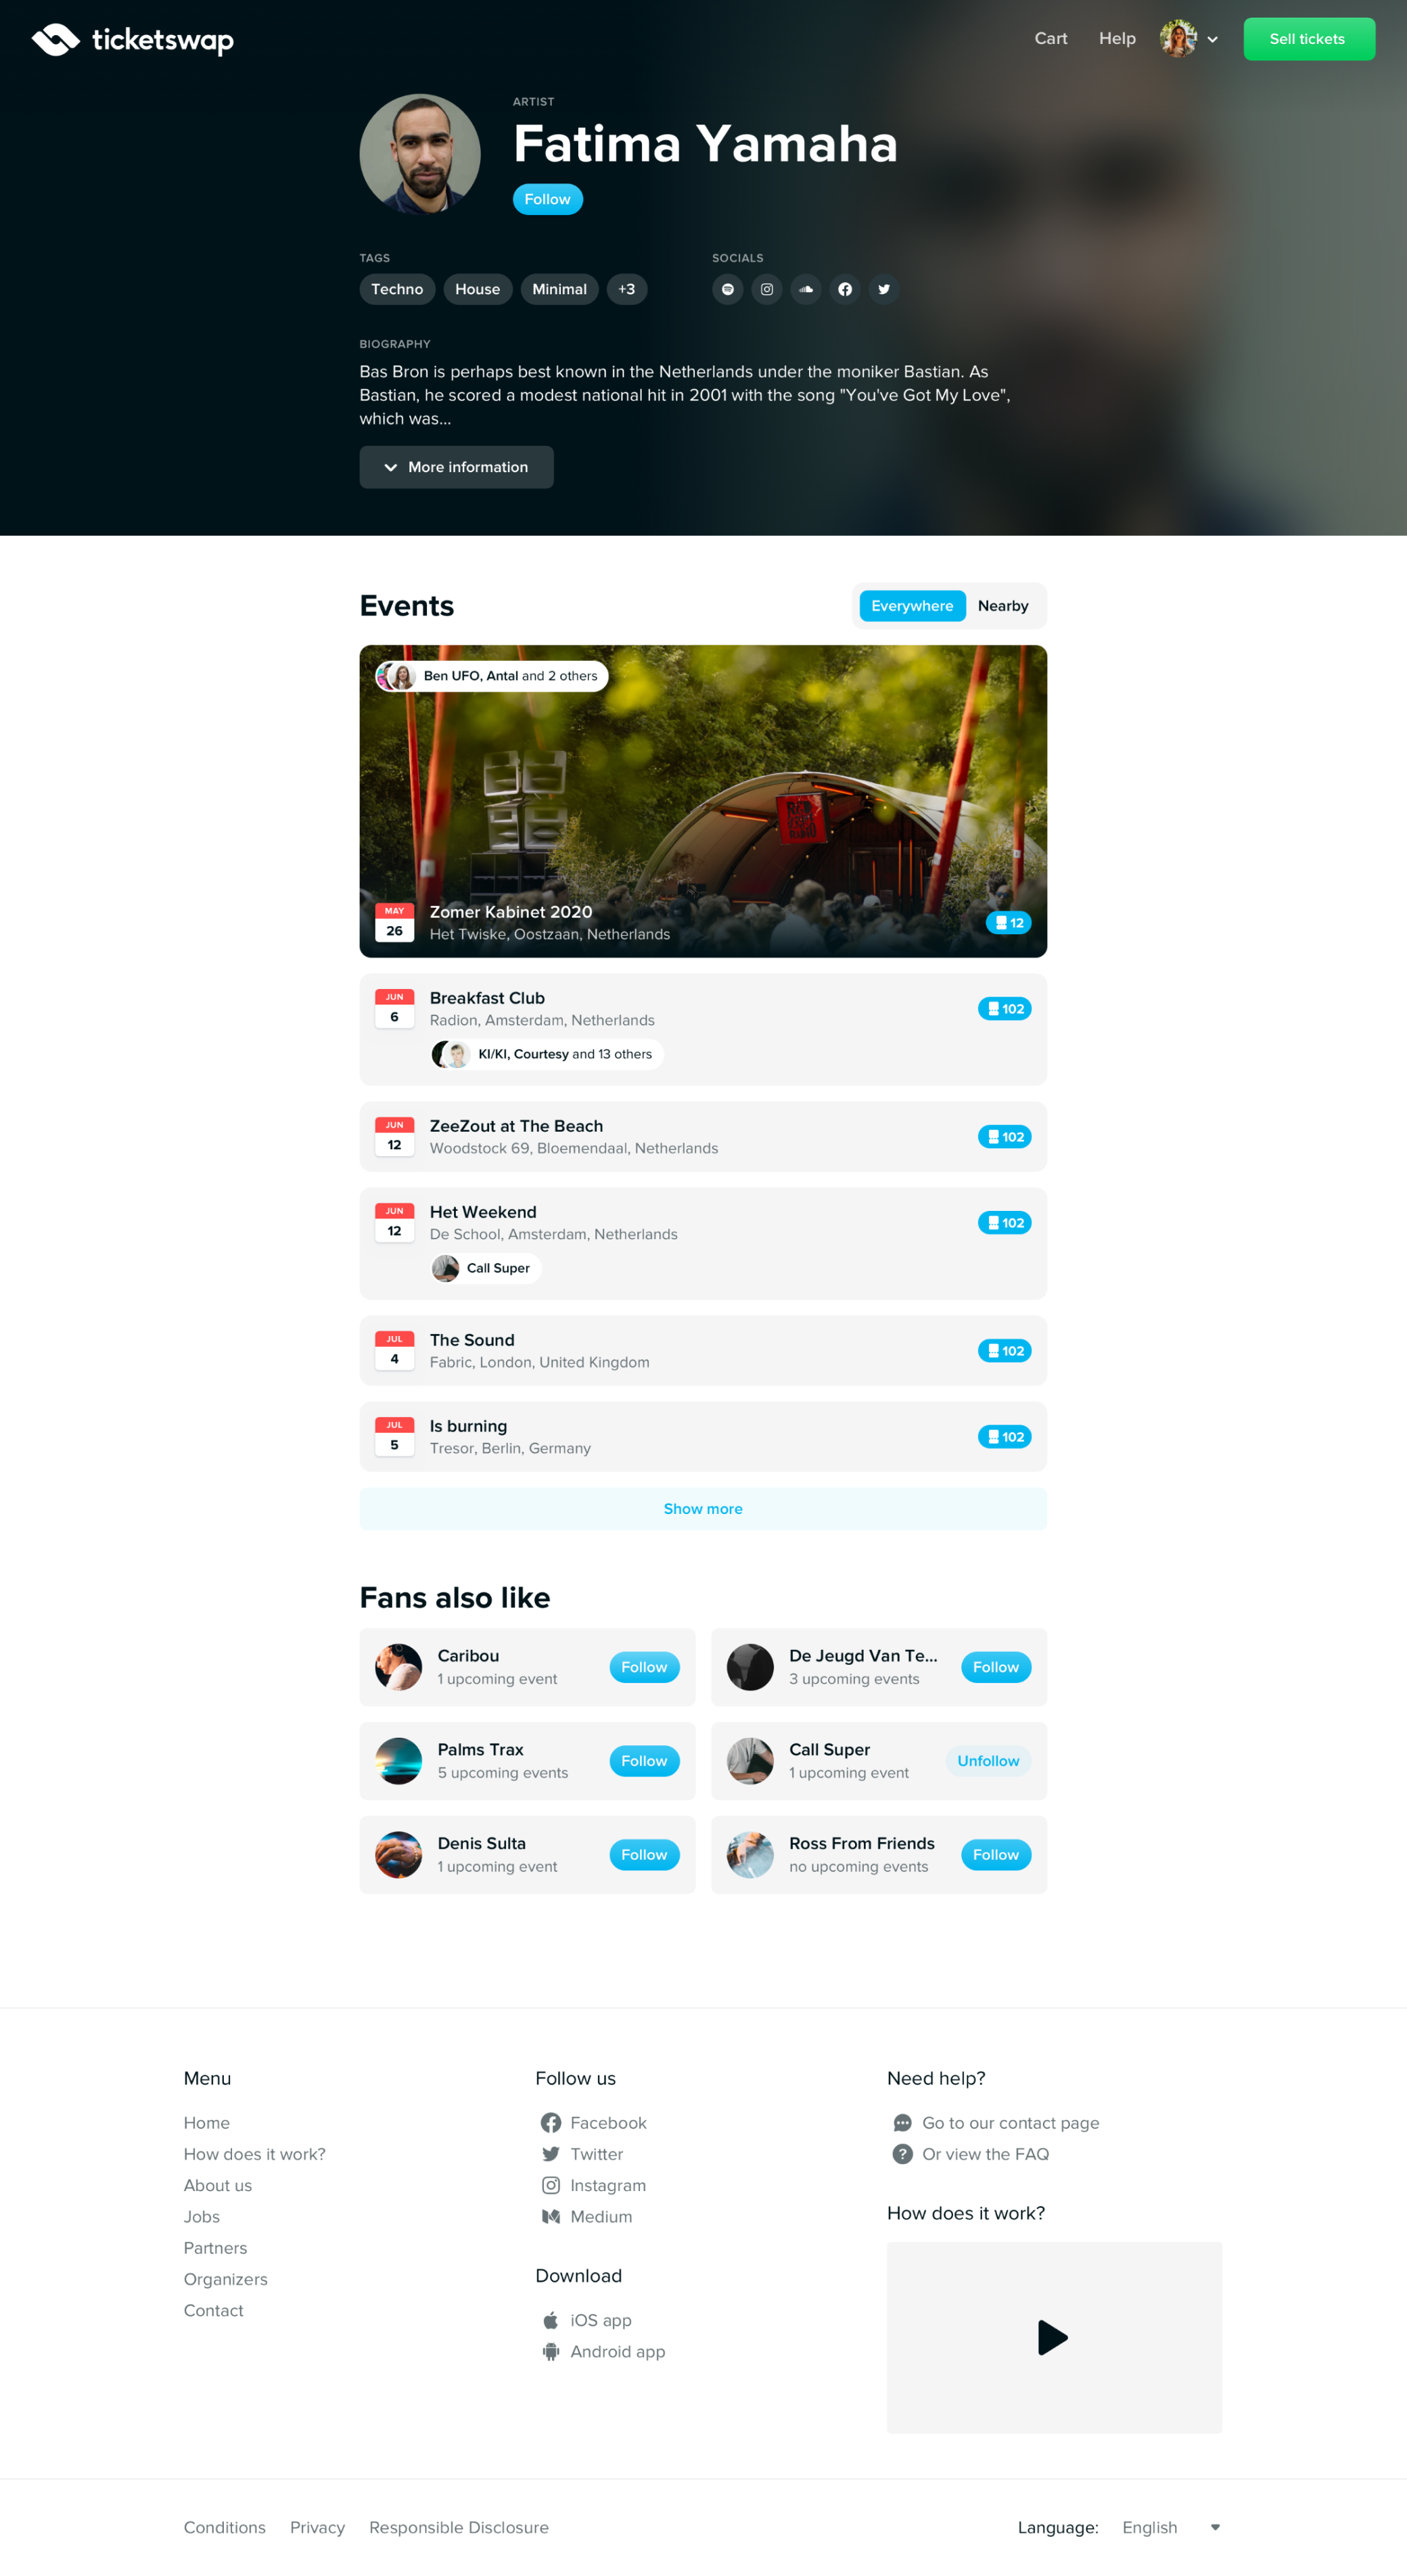 ticketswap
Cart
Help
Sell tickets
ARTIST
Fatima Yamaha
Follow
TAGS
Techno
House
Minimal
+3
SOCIALS
BIOGRAPHY
Bas Bron is perhaps best known in the Netherlands under the moniker Bastian. As
Bastian, he scored a modest national hit in 2001 with the song "You've Got My Love",
which was...
More information
Events
Everywhere
Nearby
Ben UFO, Antal and 2 others
RED
LIGHT
RADIO
MAY
26
Zomer Kabinet 2020
Het Twiske, Oostzaan, Netherlands
12
JUN
6
Breakfast Club
Radion, Amsterdam, Netherlands
KI/KI, Courtesy and 13 others
102
JUN
12
ZeeZout at The Beach
Woodstock 69, Bloemendaal, Netherlands
102
JUN
12
Het Weekend
De School, Amsterdam, Netherlands
Call Super
102
JUL
4
The Sound
Fabric, London, United Kingdom
102
JUL
5
Is burning
Tresor, Berlin, Germany
102
Show more
Fans also like
Caribou
1 upcoming event
Follow
De Jeugd Van Te...
3 upcoming events
Follow
Palms Trax
5 upcoming events
Follow
Call Super
1 upcoming event
Unfollow
Denis Sulta
1 upcoming event
Follow
Ross From Friends
no upcoming events
Follow
Menu
Home
How does it work?
About us
Jobs
Partners
Organizers
Contact
Follow us
Facebook
Twitter
Instagram
Medium
Download
iOS app
Android app
Need help?
Go to our contact page
Or view the FAQ
How does it work?
Conditions
Privacy
Responsible Disclosure
Language:
English